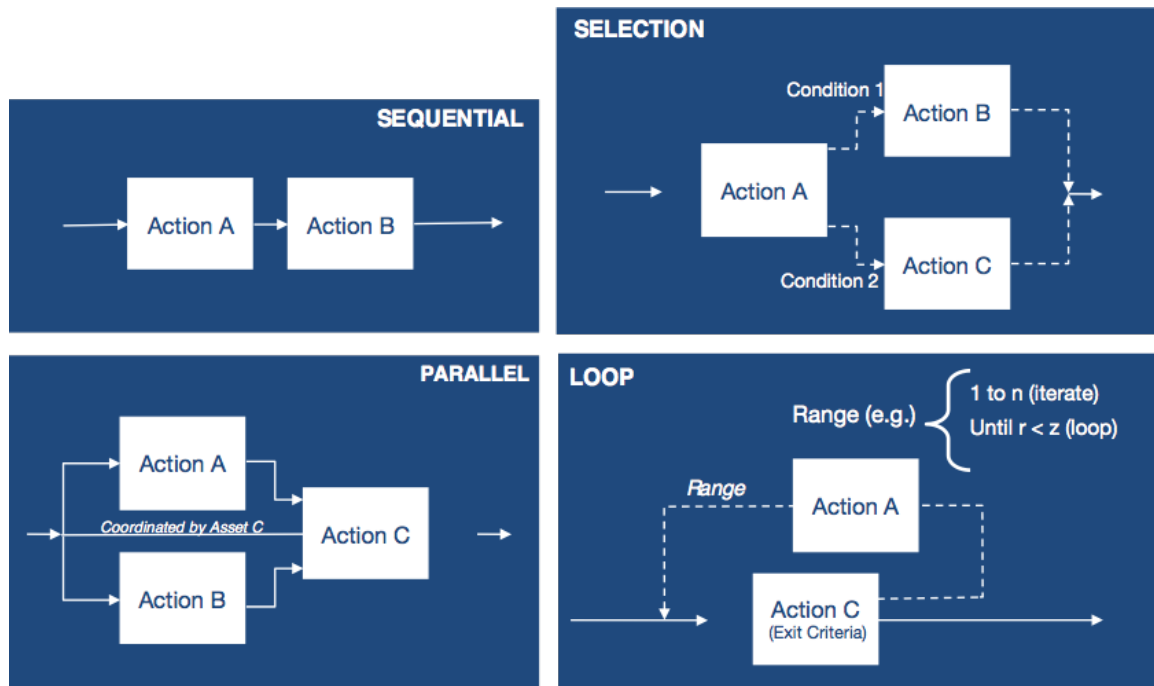 SEQUENTIAL
Action A
Action B
SELECTION
Condition 1
Action B
Action A
Condition 2
Action C
PARALLEL
Action A
Coordinated by Asset C
Action C
Action B
LOOP
Range (e.g.)
1 to n (iterate)
Until r < z (loop)
Range
Action A
Action C
(Exit Criteria)